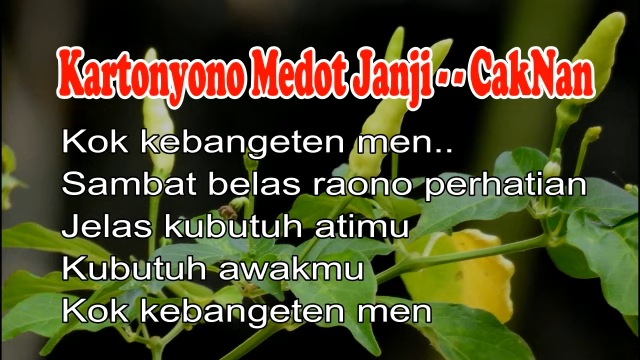 Kartonyono Medot Janji -- CakNan
Kok kebangeten men..
Sambat belas raono perhatian
Jelas kubutuh atimu
Kubutuh awakmu
Kok kebangeten men